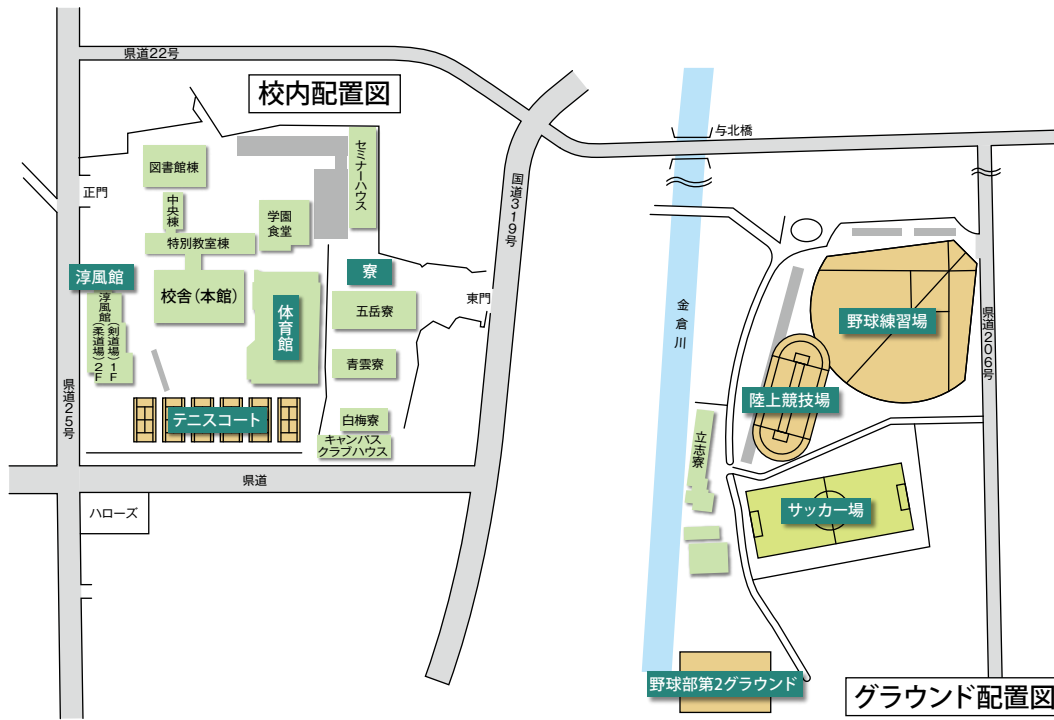 県道22号
校内配置図
与北橋
図書館棟
セミナーハウス
正門
中央棟
学園
食堂
国道319号
特別教室棟
淳風館
寮
校舎(本館)
体育館
五岳寮
東門
淳風館
(剣道場)1F
(柔道場)2F
青雲寮
県道25号
テニスコート
白梅寮
キャンパス
クラブハウス
県道
ハローズ
金倉川
野球練習場
県道206号
陸上競技場
立志寮
サッカー場
野球部第2グラウンド
グラウンド配置図